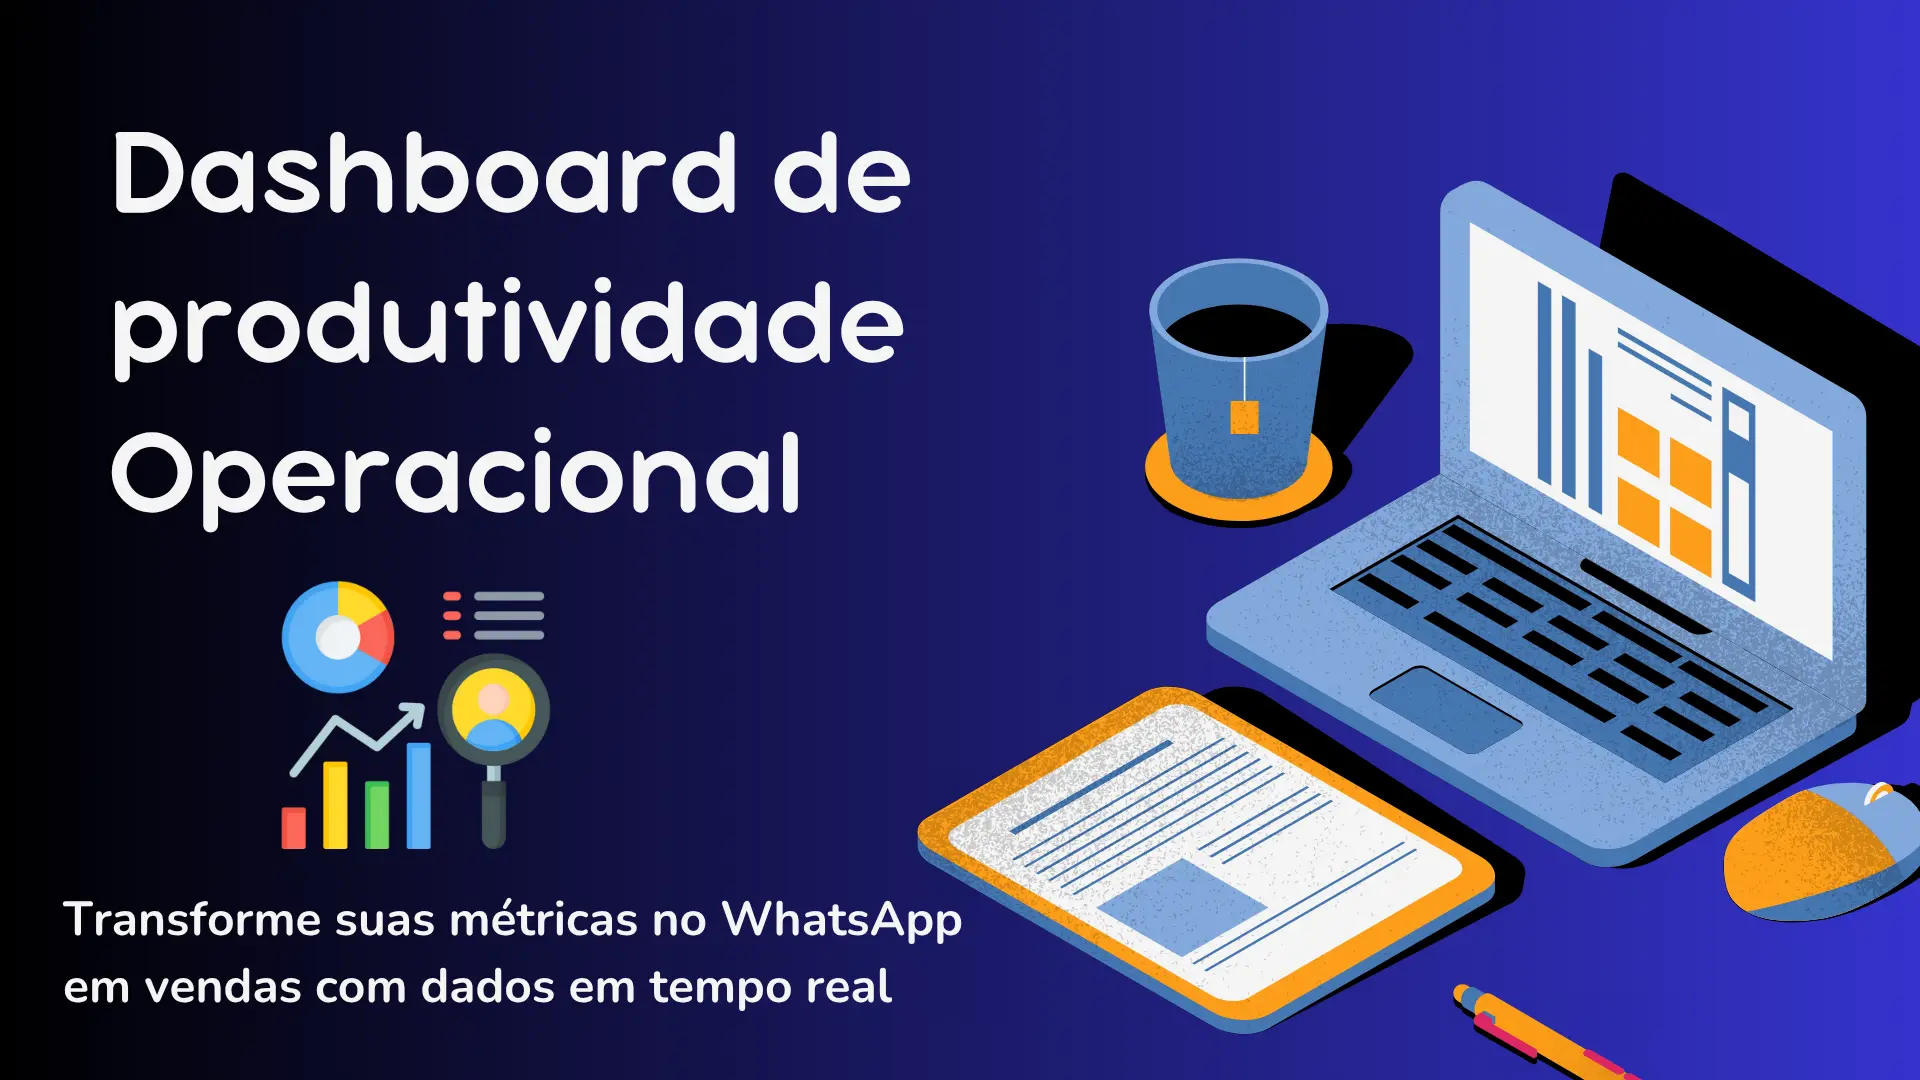 Dashboard de
produtividade
Operacional
Transforme suas métricas no WhatsApp
em vendas com dados em tempo real